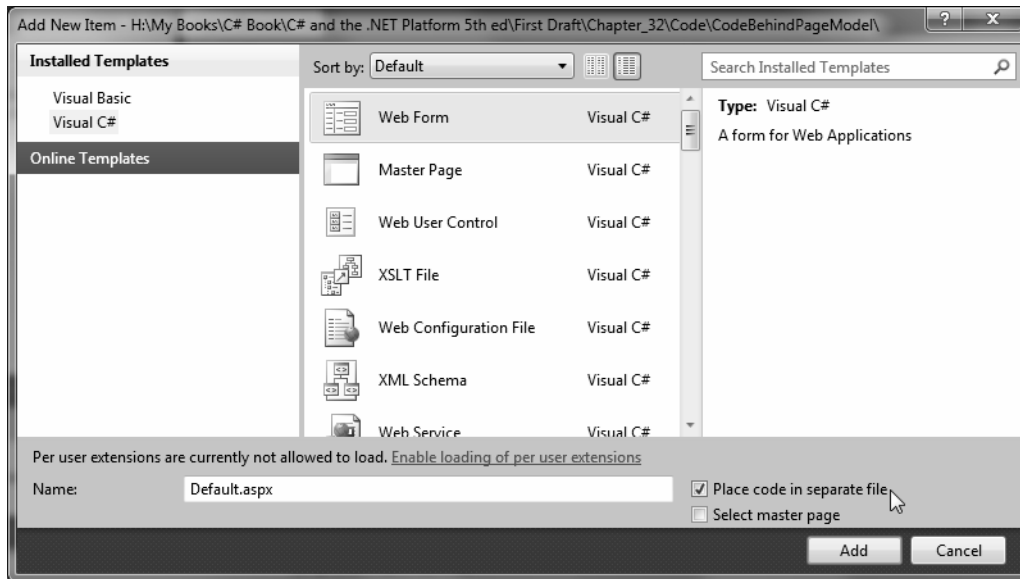 Add New Item - H:\My Books\C# Book\C# and the .NET Platform 5th ed\First Draft\Chapter_32\Code\CodeBehindPageModel\
Installed Templates
Visual Basic
Visual C#
Online Templates
Sort by: Default
Search Installed Templates
Web Form Visual C#
Master Page Visual C#
Web User Control Visual C#
XSLT File Visual C#
Web Configuration File Visual C#
XML Schema Visual C#
Web Service Visual C#
Type: Visual C#
A form for Web Applications
Per user extensions are currently not allowed to load. Enable loading of per user extensions
Name: Default.aspx
Place code in separate file
Select master page
Add Cancel